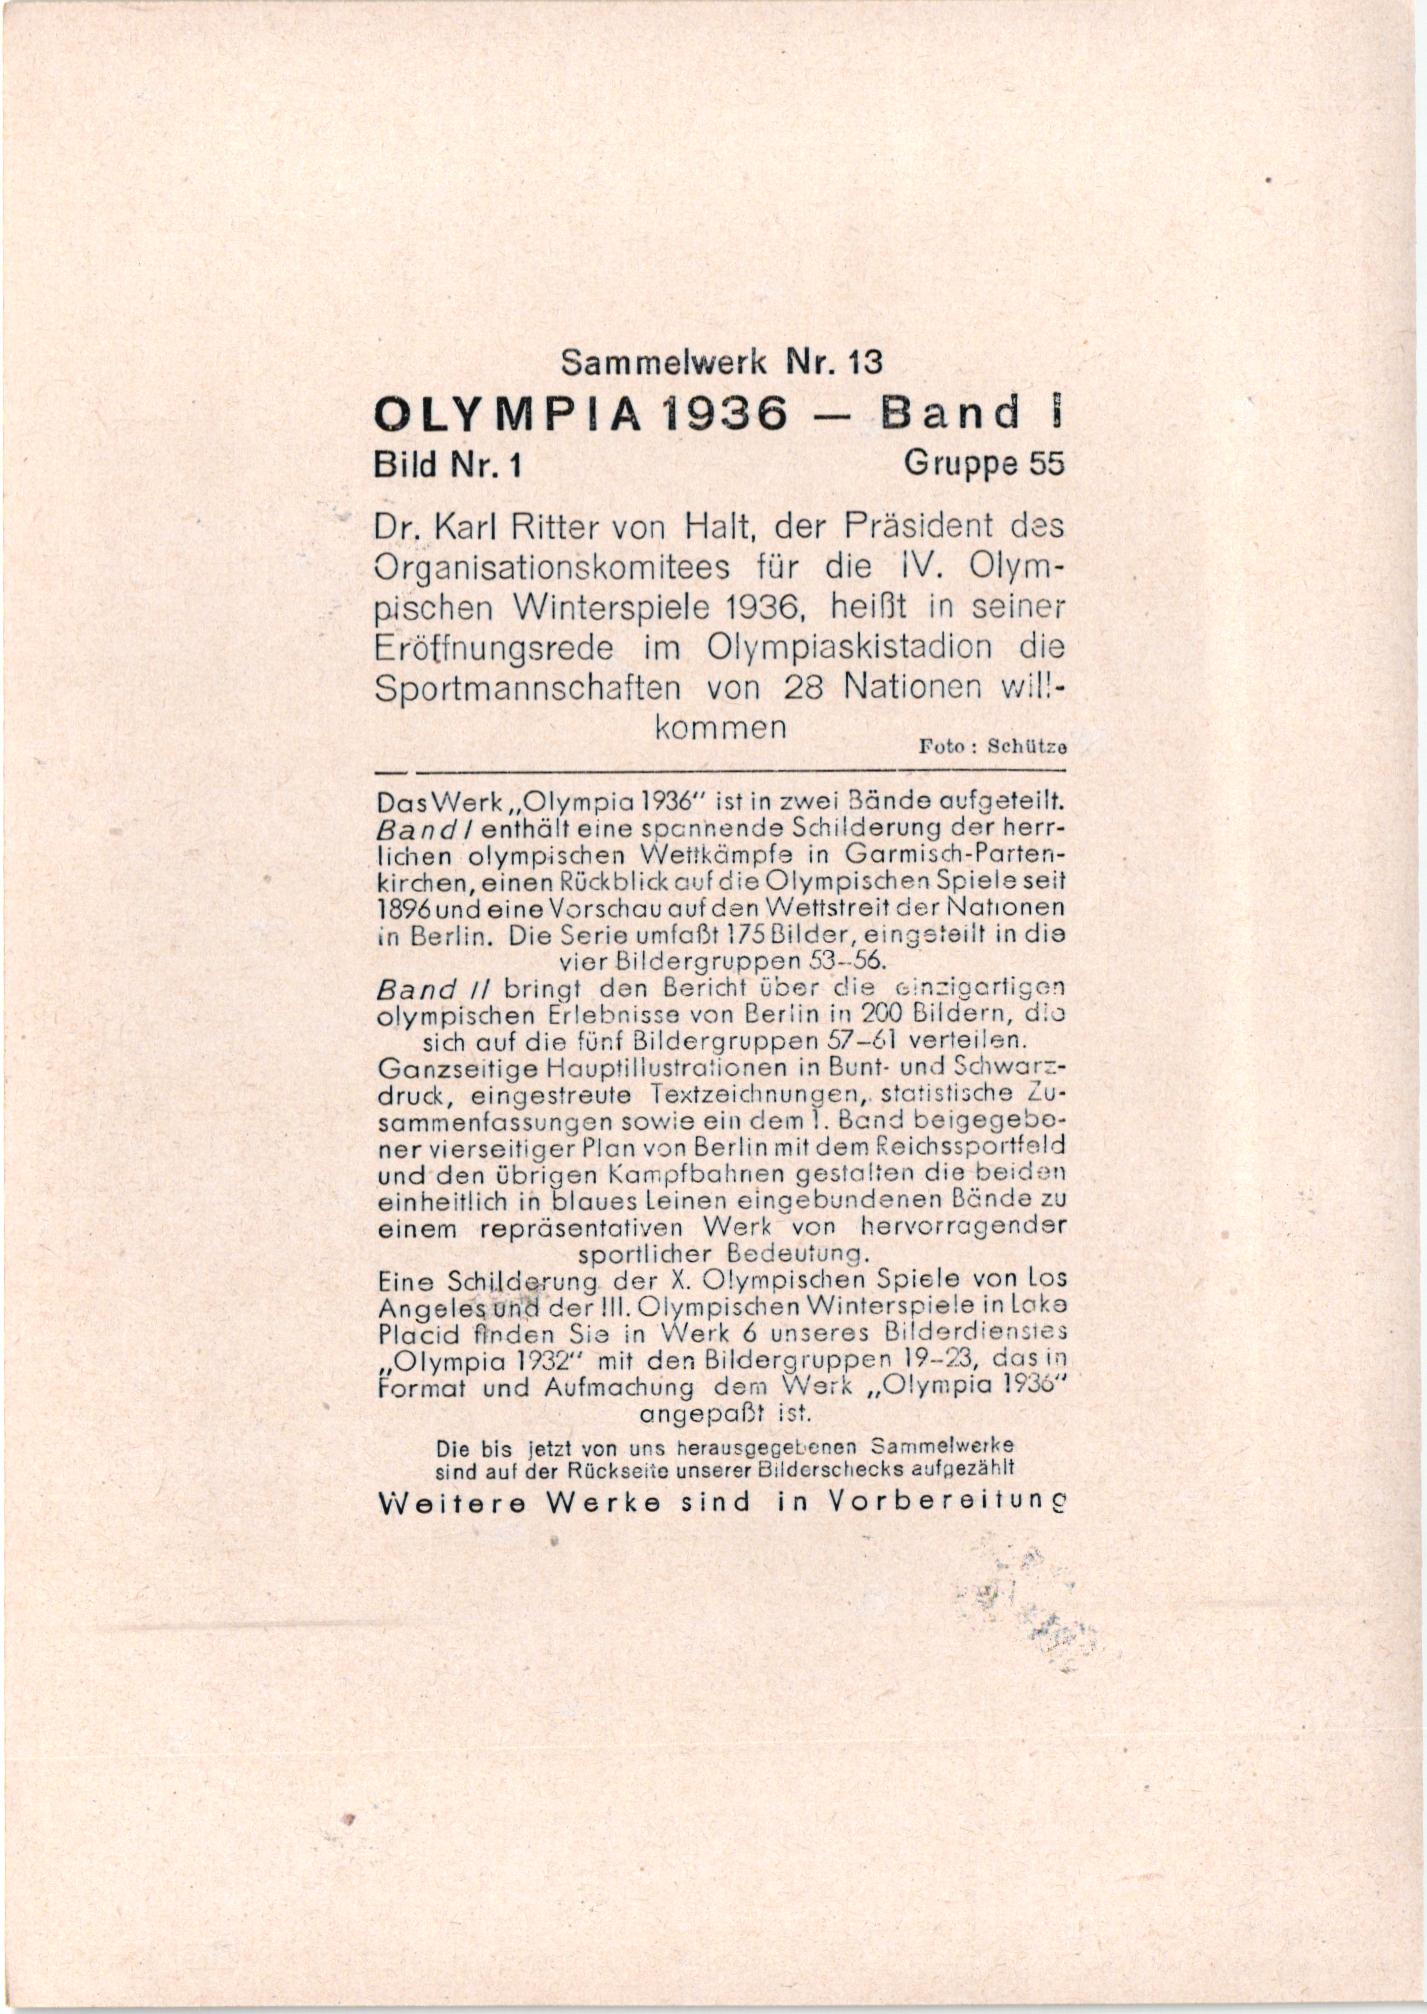 Sammelwerk Nr. 13
OLYMPIA 1936 — Band I
Bild Nr. 1 Gruppe 55
Dr. Karl Ritter von Halt, der Präsident des
Organisationskomitees für die IV. Olym-
pischen Winterspiele 1936, heißt in seiner
Eröffnungsrede im Olympiaskistadion die
Sportmannschaften von 28 Nationen will-
kommen
Foto: Schütze
Das Werk „Olympia 1936“ ist in zwei Bände aufgeteilt.
Band I enthält eine spannende Schilderung der herr-
lichen olympischen Wettkämpfe in Garmisch-Parten-
kirchen, einen Rückblick auf die Olympischen Spiele seit
1896 und eine Vorschau auf den Wettstreit der Nationen
in Berlin. Die Serie umfaßt 175 Bilder, eingeteilt in die
vier Bildergruppen 53–56.
Band II bringt den Bericht über die einzigartigen
olympischen Erlebnisse von Berlin in 200 Bildern, die
sich auf die fünf Bildergruppen 57–61 verteilen.
Ganzseitige Hauptillustrationen in Bunt- und Schwarz-
druck, eingestreute Textzeichnungen, statistische Zu-
sammenfassungen sowie ein dem 1. Band beigegebe-
ner vierseitiger Plan von Berlin mit dem Reichssportfeld
und den übrigen Kampfbahnen gestalten die beiden
einheitlich in blaues Leinen eingebundenen Bände zu
einem repräsentativen Werk von hervorragender
sportlicher Bedeutung.
Eine Schilderung der X. Olympischen Spiele von Los
Angeles und der III. Olympischen Winterspiele in Lake
Placid finden Sie in Werk 6 unseres Bilderdienstes
„Olympia 1932“ mit den Bildergruppen 19–23, das in
Format und Aufmachung dem Werk „Olympia 1936“
angepaßt ist.
Die bis jetzt von uns herausgegebenen Sammelwerke
sind auf der Rückseite unserer Bilderschecks aufgezählt
Weitere Werke sind in Vorbereitung